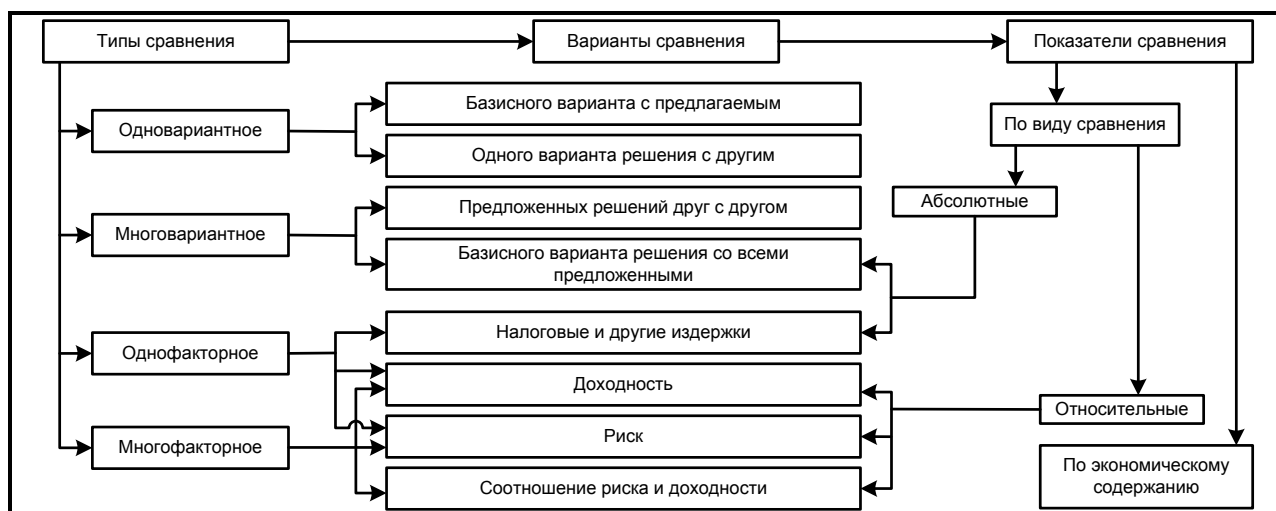 Типы сравнения
Варианты сравнения
Показатели сравнения
Одновариантное
Базисного варианта с предлагаемым
Одного варианта решения с другим
По виду сравнения
Многовариантное
Предложенных решений друг с другом
Базисного варианта решения со всеми
предложенными
Абсолютные
Однофакторное
Налоговые и другие издержки
Доходность
Относительные
Многофакторное
Риск
Соотношение риска и доходности
По экономическому
содержанию